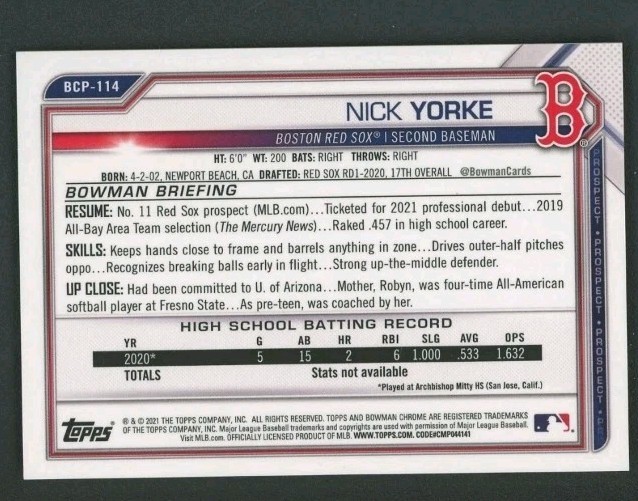 BCP-114
NICK YORKE
B
BOSTON RED SOX® | SECOND BASEMAN
HT: 6'0" WT: 200 BATS: RIGHT THROWS: RIGHT
BORN: 4-2-02, NEWPORT BEACH, CA DRAFTED: RED SOX RD1-2020, 17TH OVERALL @BowmanCards
BOWMAN BRIEFING
RESUME: No. 11 Red Sox prospect (MLB.com)...Ticketed for 2021 professional debut...2019
All-Bay Area Team selection (The Mercury News)...Raked .457 in high school career.
SKILLS: Keeps hands close to frame and barrels anything in zone...Drives outer-half pitches
oppo...Recognizes breaking balls early in flight...Strong up-the-middle defender.
UP CLOSE: Had been committed to U. of Arizona...Mother, Robyn, was four-time All-American
softball player at Fresno State...As pre-teen, was coached by her.
HIGH SCHOOL BATTING RECORD
YR G AB HR RBI SLG AVG OPS
2020* 5 15 2 6 1.000 .533 1.632
TOTALS Stats not available
*Played at Archbishop Mitty HS (San Jose, Calif.)
PROSPECT • PROSPECT • PROSPECT • PR
Topps
® & © 2021 THE TOPPS COMPANY, INC. ALL RIGHTS RESERVED. TOPPS AND BOWMAN CHROME ARE REGISTERED TRADEMARKS
OF THE TOPPS COMPANY, INC. Major League Baseball trademarks and copyrights are used with permission of Major League Baseball.
Visit MLB.com. OFFICIALLY LICENSED PRODUCT OF MLB. WWW.TOPPS.COM. CODE#CMP044141